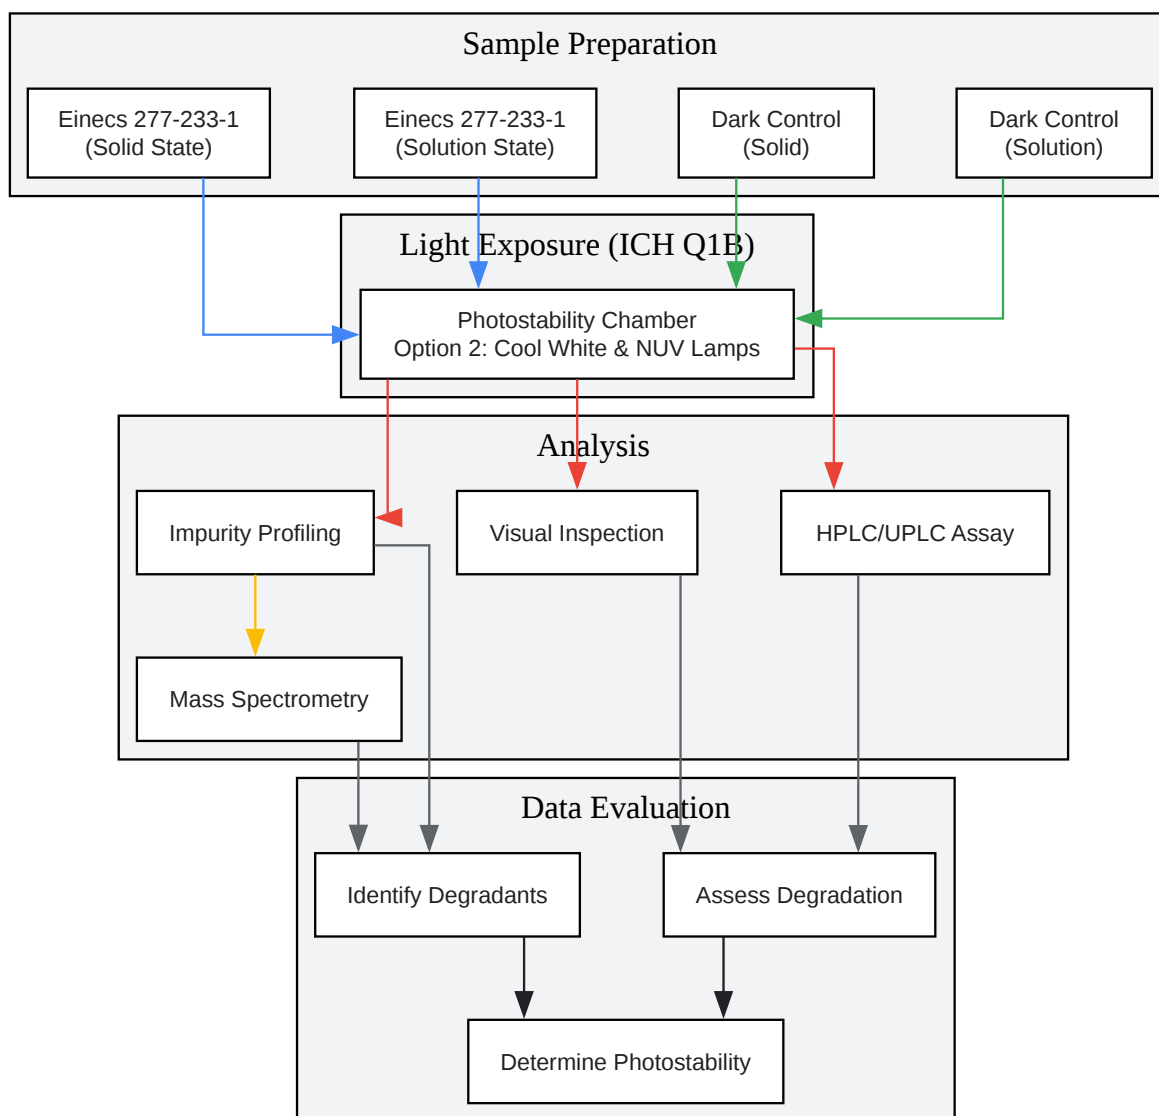 Sample Preparation
Einecs 277-233-1
(Solid State)
Einecs 277-233-1
(Solution State)
Dark Control
(Solid)
Dark Control
(Solution)
Light Exposure (ICH Q1B)
Photostability Chamber
Option 2: Cool White & NUV Lamps
Analysis
Impurity Profiling
Visual Inspection
HPLC/UPLC Assay
Mass Spectrometry
Data Evaluation
Identify Degradants
Assess Degradation
Determine Photostability